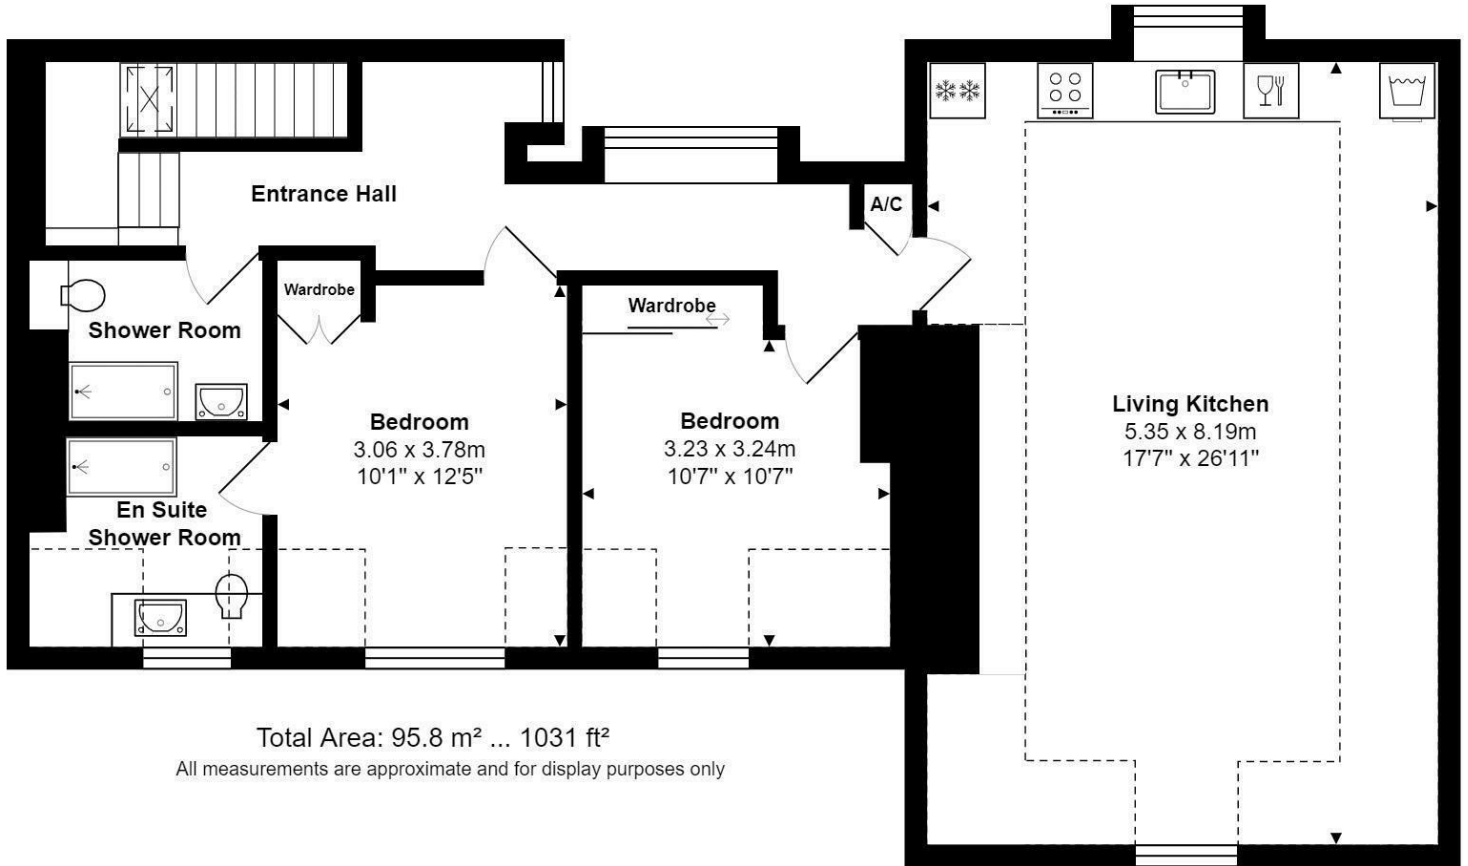 Entrance Hall
A/C
Wardrobe
Wardrobe
Shower Room
Bedroom
3.06 x 3.78m
10'1" x 12'5"
Bedroom
3.23 x 3.24m
10'7" x 10'7"
Living Kitchen
5.35 x 8.19m
17'7" x 26'11"
En Suite
Shower Room
Total Area: 95.8 m² ... 1031 ft²
All measurements are approximate and for display purposes only